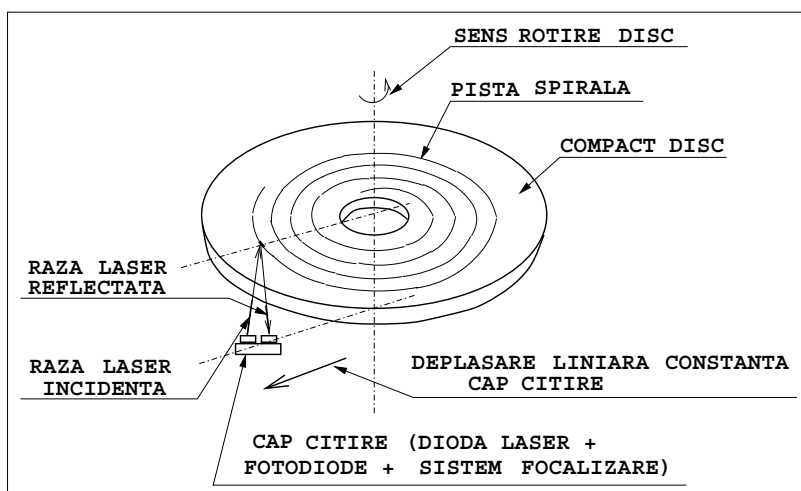 SENS ROTIRE DISC
PISTA SPIRALA
COMPACT DISC
RAZA LASER
REFLECTATA
RAZA LASER
INCIDENTA
DEPLASARE LINIARA CONSTANTA
CAP CITIRE
CAP CITIRE (DIODA LASER +
FOTODIODE + SISTEM FOCALIZARE)